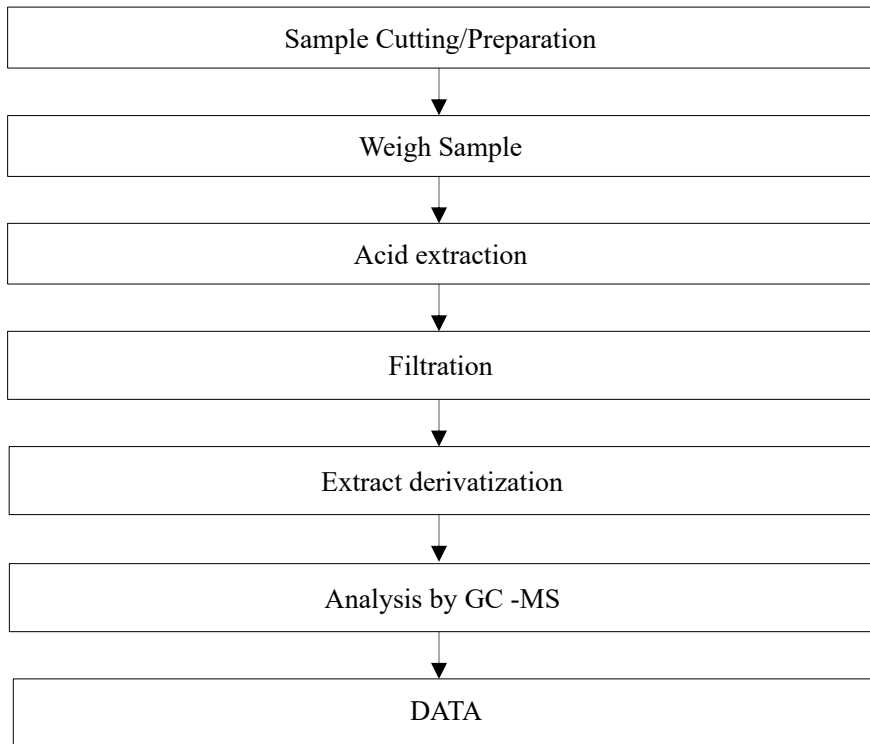 Sample Cutting/Preparation
Weigh Sample
Acid extraction
Filtration
Extract derivatization
Analysis by GC -MS
DATA